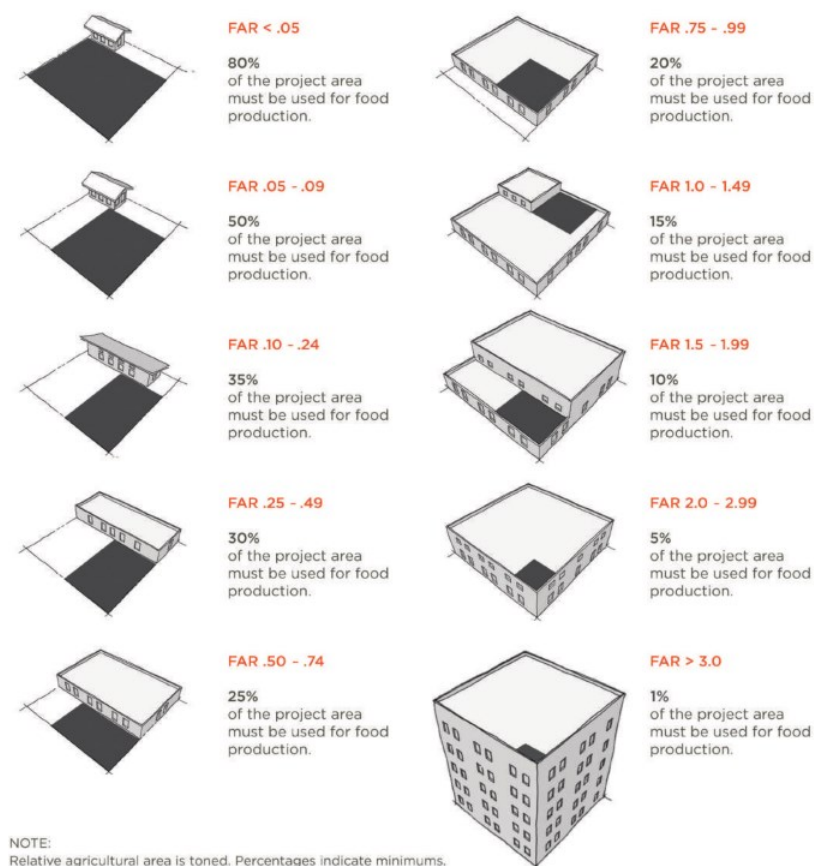 FAR < .05
80%
of the project area
must be used for food
production.
FAR .05 - .09
50%
of the project area
must be used for food
production.
FAR .10 - .24
35%
of the project area
must be used for food
production.
FAR .25 - .49
30%
of the project area
must be used for food
production.
FAR .50 - .74
25%
of the project area
must be used for food
production.
FAR .75 - .99
20%
of the project area
must be used for food
production.
FAR 1.0 - 1.49
15%
of the project area
must be used for food
production.
FAR 1.5 - 1.99
10%
of the project area
must be used for food
production.
FAR 2.0 - 2.99
5%
of the project area
must be used for food
production.
FAR > 3.0
1%
of the project area
must be used for food
production.
NOTE:
Relative agricultural area is toned. Percentages indicate minimums.